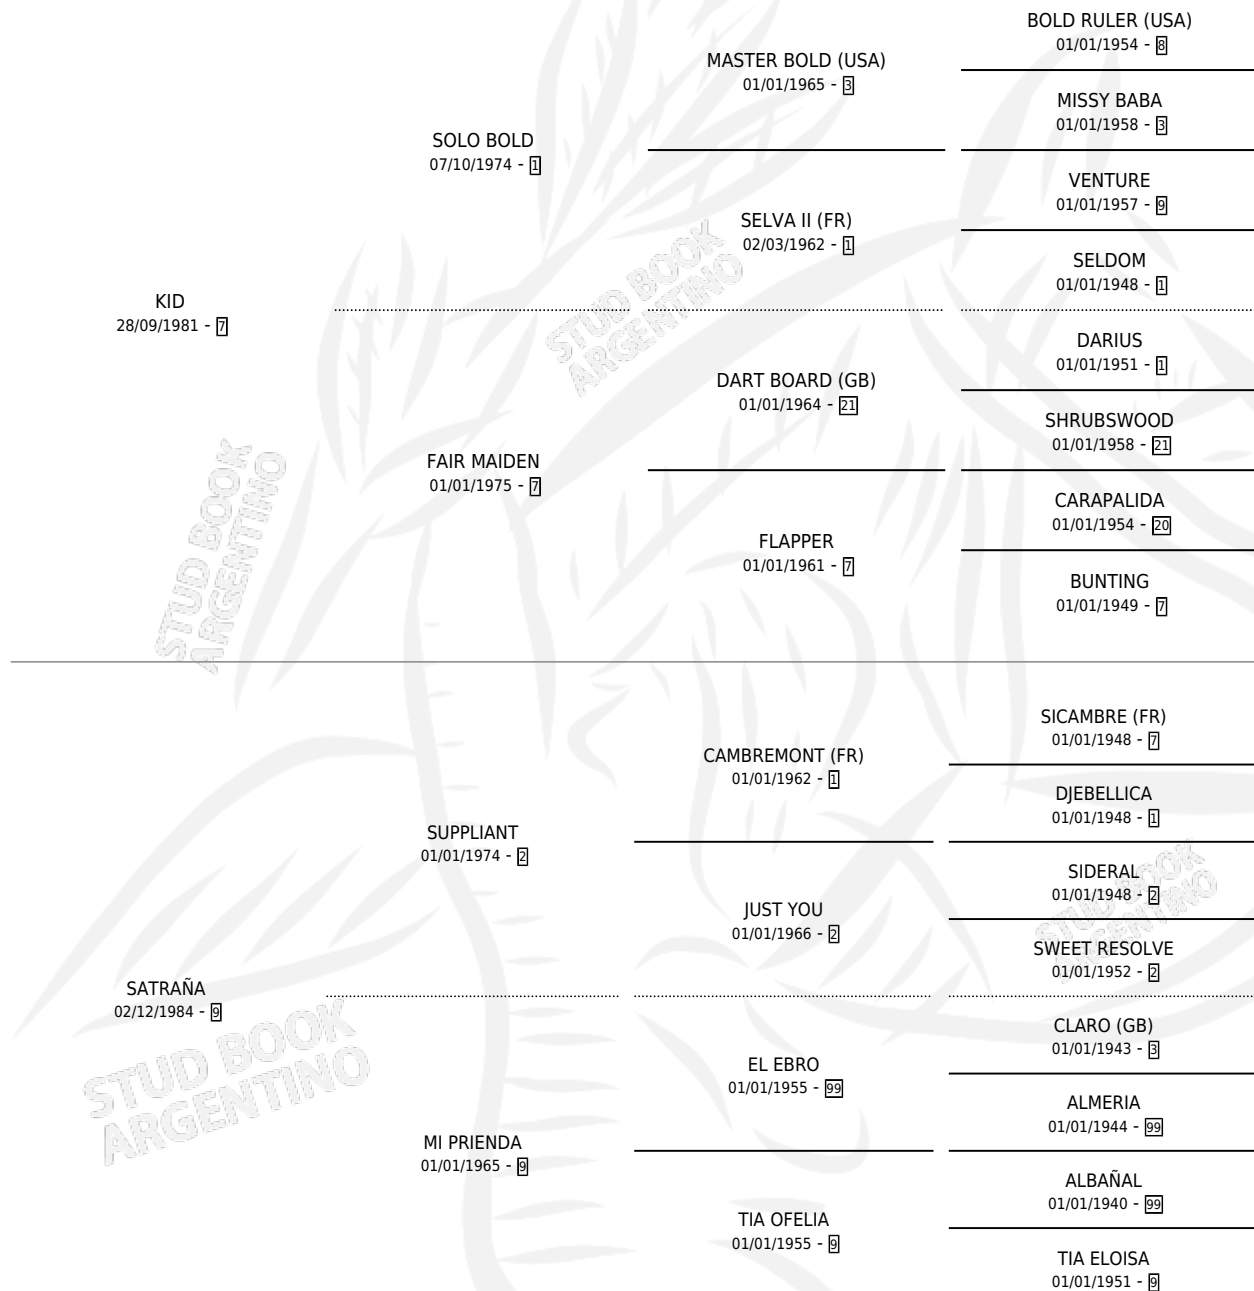 BOLD RULER (USA)
01/01/1954 - 8
MASTER BOLD (USA)
01/01/1965 - 3
MISSY BABA
01/01/1958 - 3
SOLO BOLD
07/10/1974 - 1
VENTURE
01/01/1957 - 9
SELVA II (FR)
02/03/1962 - 1
SELDOM
01/01/1948 - 1
KID
28/09/1981 - 7
STUD BOOK
ARGENTINO
DARIUS
01/01/1951 - 1
DART BOARD (GB)
01/01/1964 - 21
SHRUBSWOOD
01/01/1958 - 21
FAIR MAIDEN
01/01/1975 - 7
CARAPALIDA
01/01/1954 - 20
FLAPPER
01/01/1961 - 7
BUNTING
01/01/1949 - 7
STUD BOOK
ARGENTINO
SICAMBRE (FR)
01/01/1948 - 7
CAMBREMONT (FR)
01/01/1962 - 1
DJEBELLICA
01/01/1948 - 1
SUPPLIANT
01/01/1974 - 2
SIDERAL
01/01/1948 - 2
JUST YOU
01/01/1966 - 2
SWEET RESOLVE
01/01/1952 - 2
STUD BOOK
ARGENTINO
SATRAÑA
02/12/1984 - 9
CLARO (GB)
01/01/1943 - 3
EL EBRO
01/01/1955 - 99
ALMERIA
01/01/1944 - 99
STUD BOOK
ARGENTINO
MI PRIENDA
01/01/1965 - 9
ALBAÑAL
01/01/1940 - 99
TIA OFELIA
01/01/1955 - 9
TIA ELOISA
01/01/1951 - 9